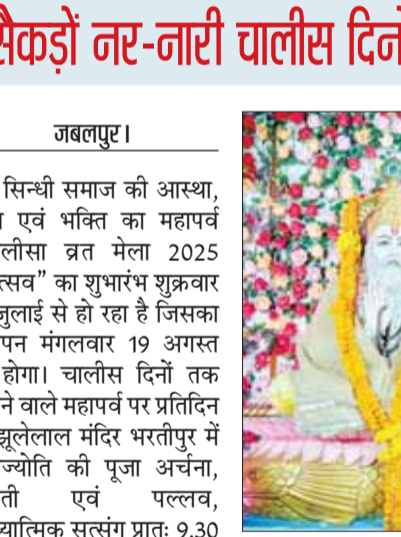 सैकड़ों नर-नारी चालीस दिनों
जबलपुर।
सिन्धी समाज की आस्था,
एवं भक्ति का महापर्व
लीसा व्रत मेला 2025
त्सव” का शुभारंभ शुक्रवार
जुलाई से हो रहा है जिसका
पन मंगलवार 19 अगस्त
होगा। चालीस दिनों तक
ने वाले महापर्व पर प्रतिदिन
झूलेलाल मंदिर भरतीपुर में
ज्योति की पूजा अर्चना,
ती एवं पल्लव,
यात्मिक सत्संग प्रातः 9.30